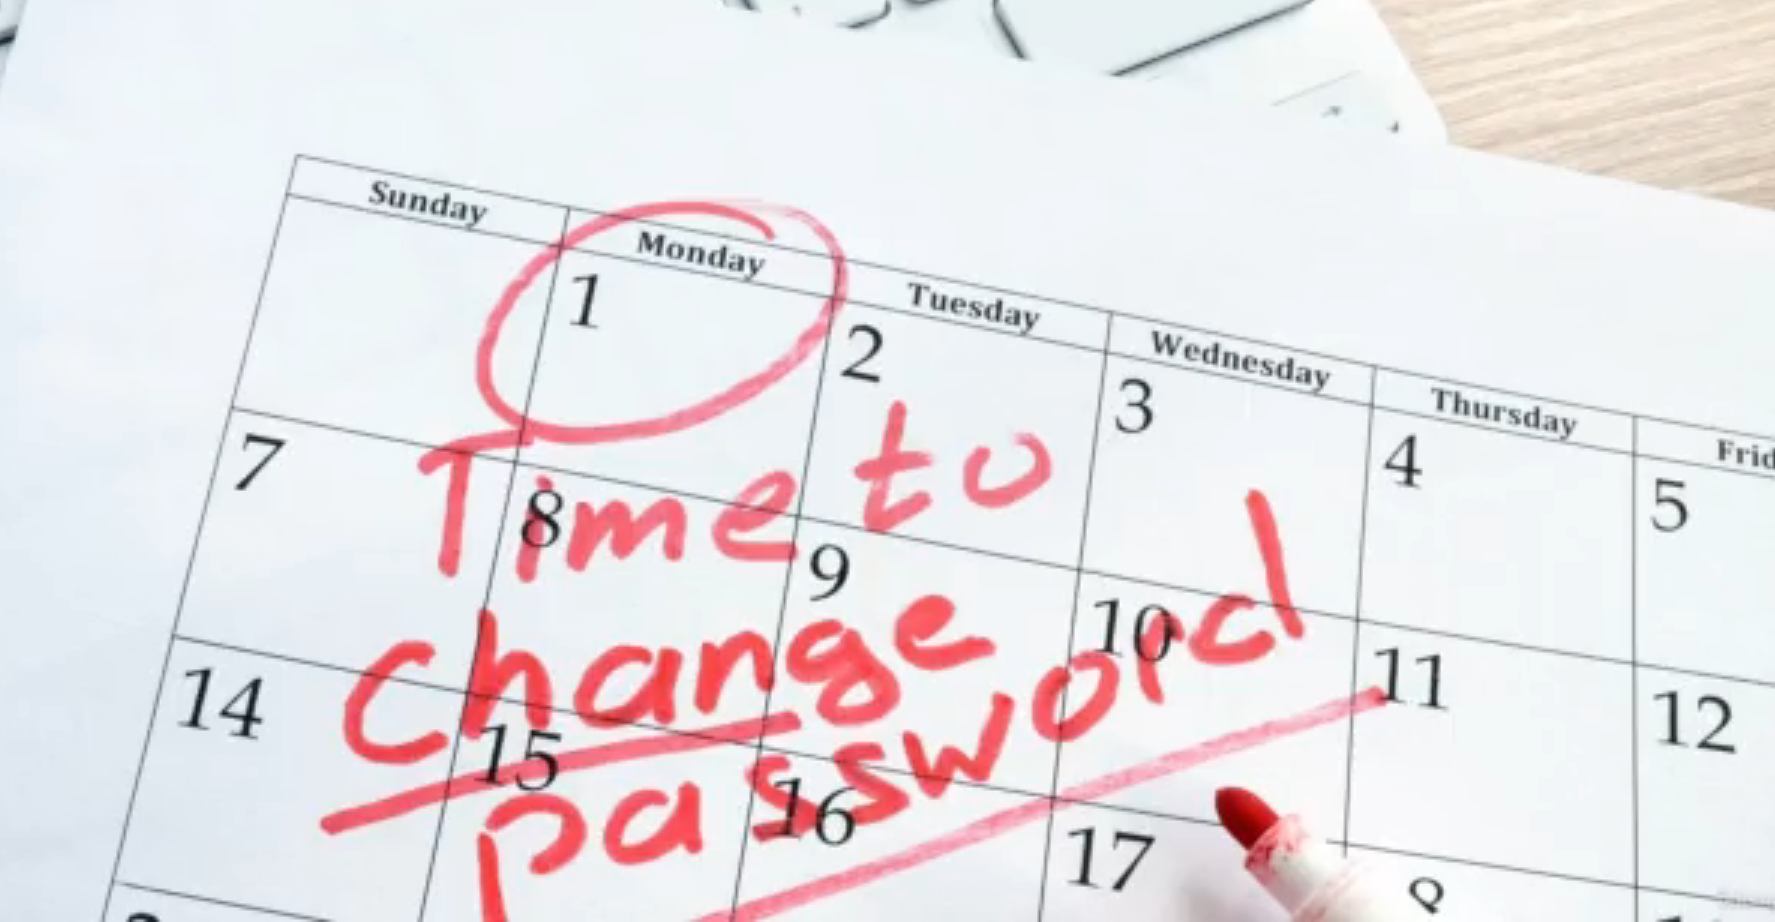 Sunday Monday Tuesday Wednesday Thursday
1 2 3 4 5
7 8 9 10 11 12
14 15 16 17
Time to
change
password